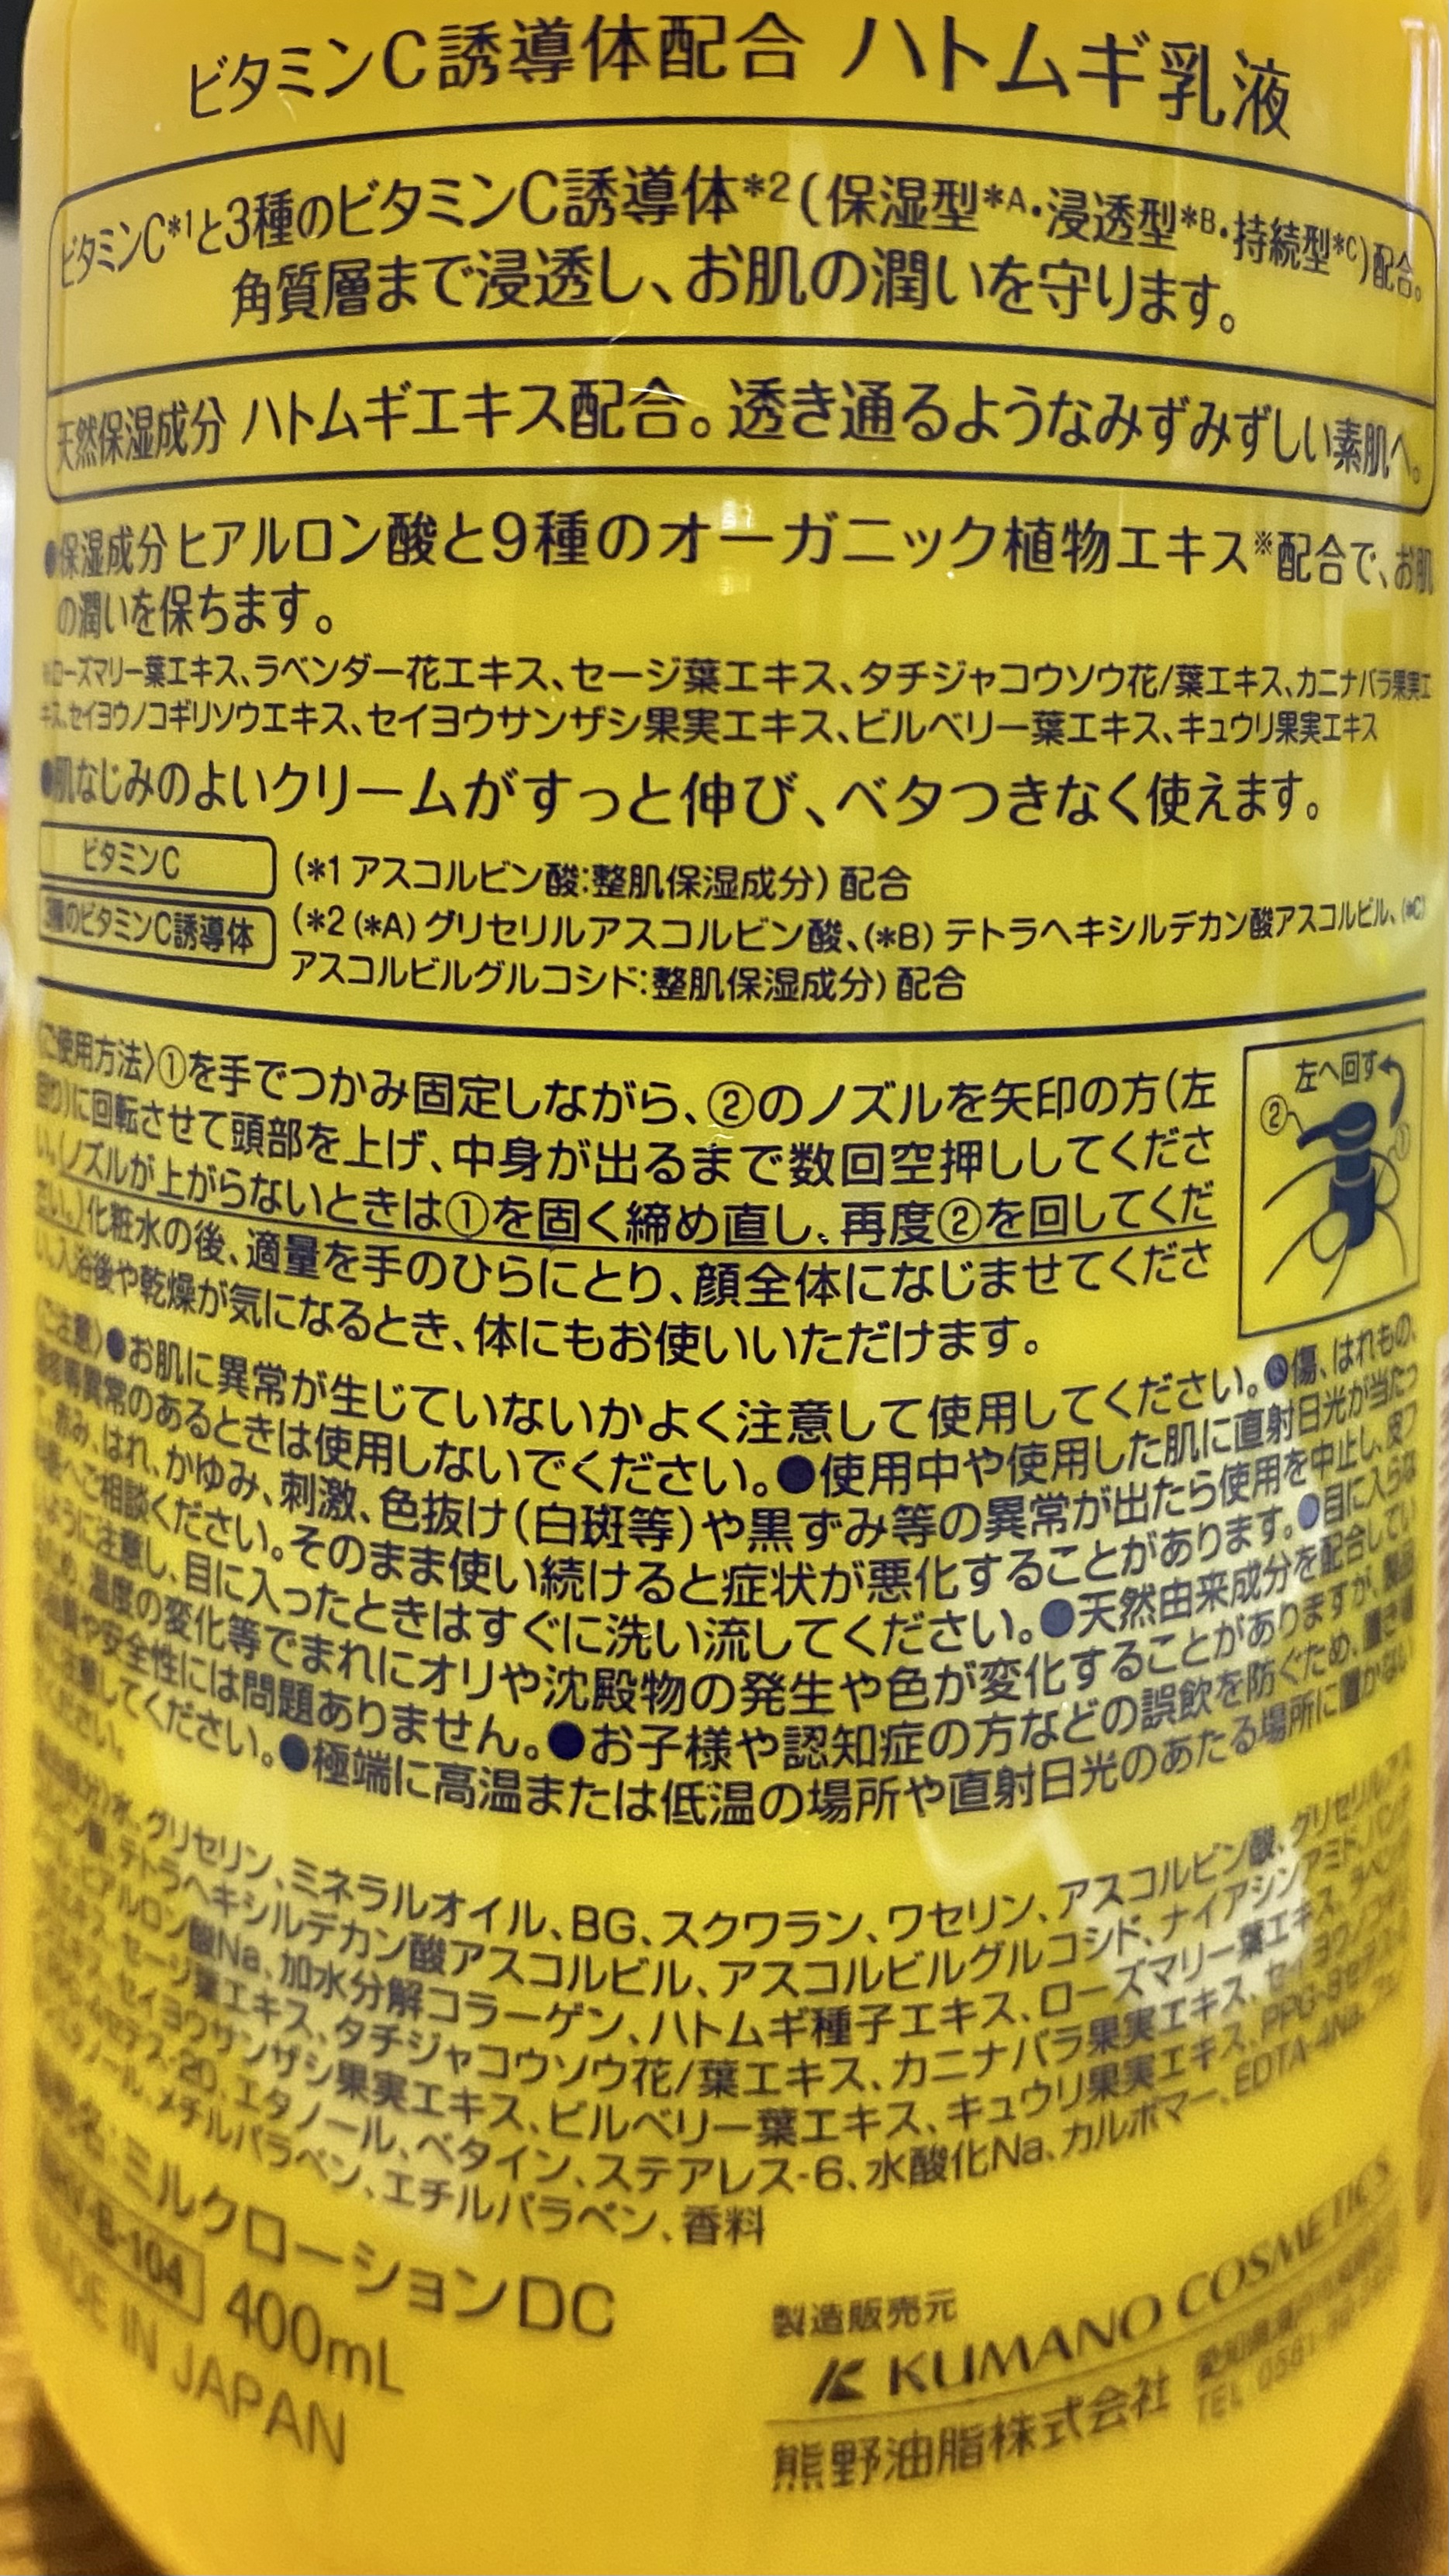 ビタミンC誘導体配合 ハトムギ乳液
ビタミンC*1と3種のビタミンC誘導体*2(保湿型*A・浸透型*B・持続型*C)配合。
角質層まで浸透し、お肌の潤いを守ります。
天然保湿成分 ハトムギエキス配合。透き通るようなみずみずしい素肌へ。
●保湿成分 ヒアルロン酸と9種のオーガニック植物エキス※配合で、お肌
の潤いを保ちます。
※ローズマリー葉エキス、ラベンダー花エキス、セージ葉エキス、タチジャコウソウ花/葉エキス、カニナバラ果実エ
キス、セイヨウノコギリソウエキス、セイヨウサンザシ果実エキス、ビルベリー葉エキス、キュウリ果実エキス
●肌なじみのよいクリームがすっと伸び、ベタつきなく使えます。
ビタミンC
(*1 アスコルビン酸:整肌保湿成分) 配合
3種のビタミンC誘導体
(*2 (*A) グリセリルアスコルビン酸、(*B) テトラヘキシルデカン酸アスコルビル、(*C)
アスコルビルグルコシド:整肌保湿成分) 配合
〈ご使用方法〉①を手でつかみ固定しながら、②のノズルを矢印の方(左
回り)に回転させて頭部を上げ、中身が出るまで数回空押ししてくださ
い。(ノズルが上がらないときは①を固く締め直し、再度②を回してくだ
さい。)化粧水の後、適量を手のひらにとり、顔全体になじませてくださ
い。入浴後や乾燥が気になるとき、体にもお使いいただけます。
左へ回す
②
①
〈ご注意〉●お肌に異常が生じていないかよく注意して使用してください。●傷、はれもの、
等異常のあるときは使用しないでください。●使用中や使用した肌に直射日光が当たっ
て、赤み、はれ、かゆみ、刺激、色抜け(白斑等)や黒ずみ等の異常が出たら使用を中止し、皮フ
へご相談ください。そのまま使い続けると症状が悪化することがあります。●目に入らな
いように注意し、目に入ったときはすぐに洗い流してください。●天然由来成分を配合してい
るため、温度の変化等でまれにオリや沈殿物の発生や色が変化することがありますが、
や安全性には問題ありません。●お子様や認知症の方などの誤飲を防ぐため、置き
注意してください。●極端に高温または低温の場所や直射日光のあたる場所に置かない
ください。
水、グリセリン、ミネラルオイル、BG、スクワラン、ワセリン、アスコルビン酸、グリセリルアス
ビン酸、テトラヘキシルデカン酸アスコルビル、アスコルビルグルコシド、ナイアシンアミド、
ヒアルロン酸Na、加水分解コラーゲン、ハトムギ種子エキス、ローズマリー葉エキス、
セージ葉エキス、タチジャコウソウ花/葉エキス、カニナバラ果実エキス、
セイヨウサンザシ果実エキス、ビルベリー葉エキス、キュウリ果実エキス、
-20、エタノール、ベタイン、ステアレス-6、水酸化Na、カルボマー、EDTA-4Na、
メチルパラベン、エチルパラベン、香料
ミルクローションDC
B-104 400mL
MADE IN JAPAN
製造販売元
KUMANO COSMETICS
熊野油脂株式会社